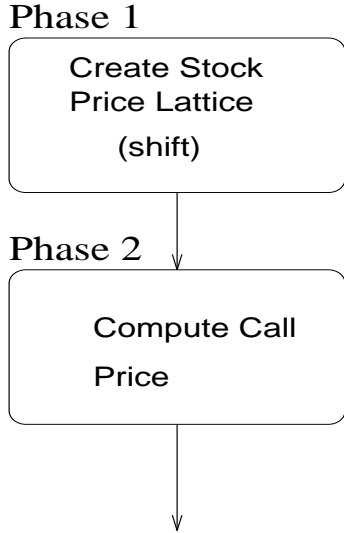 Phase 1
Create Stock
Price Lattice
(shift)
Phase 2
Compute Call
Price